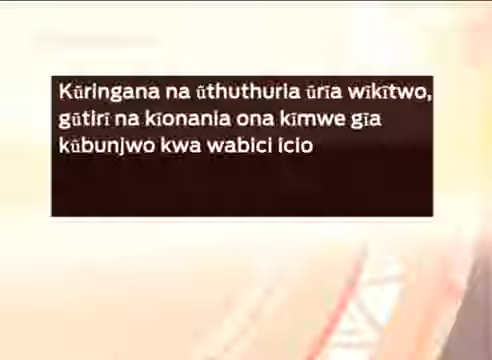 Kũringana na ũthuthuria ũrĩa wĩkĩtwo,
gũtirĩ na kĩonania ona kĩmwe gĩa
kũbunjwo kwa wabici icio